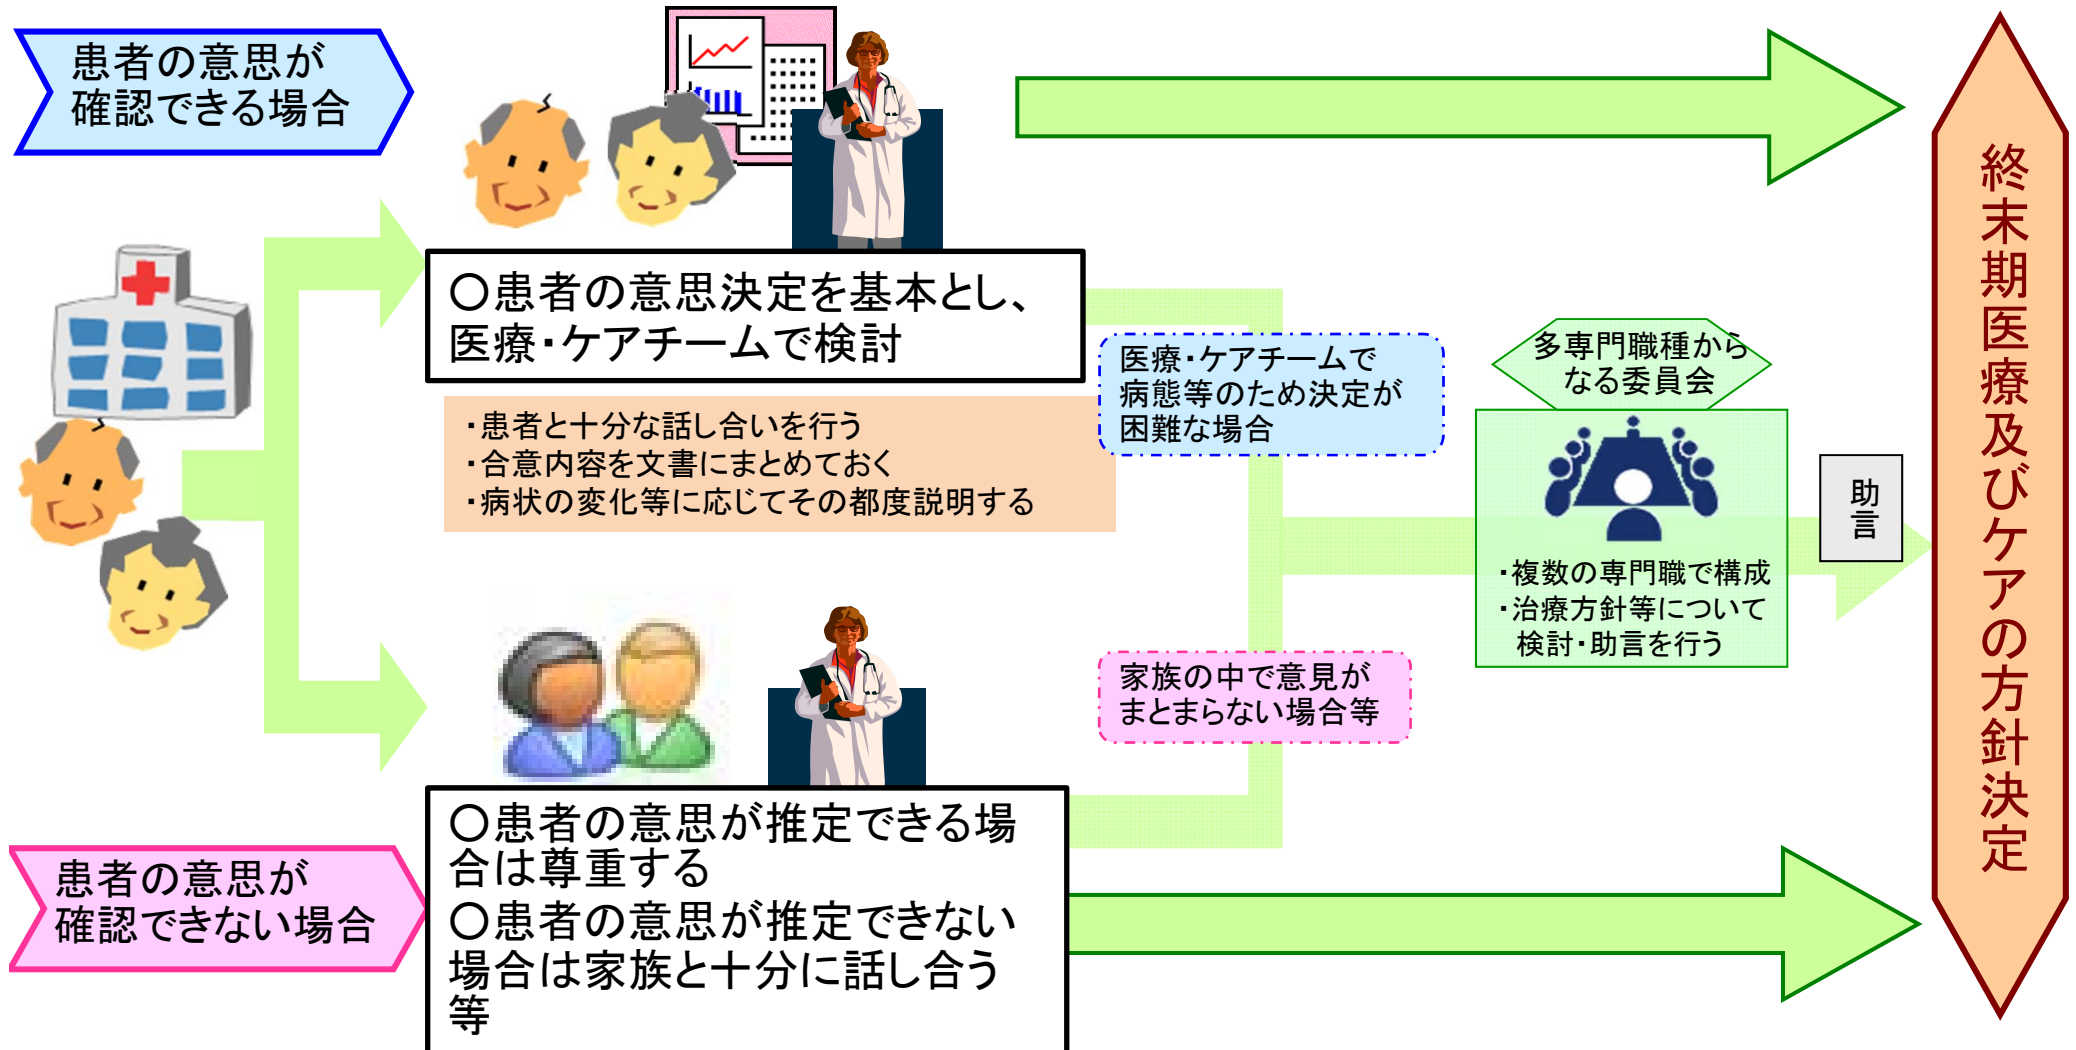 患者の意思が
確認できる場合
○患者の意思決定を基本とし、
医療・ケアチームで検討
・患者と十分な話し合いを行う
・合意内容を文書にまとめておく
・病状の変化等に応じてその都度説明する
医療・ケアチームで
病態等のため決定が
困難な場合
多専門職種から
なる委員会
・複数の専門職で構成
・治療方針等について
検討・助言を行う
助言
家族の中で意見が
まとまらない場合等
患者の意思が
確認できない場合
○患者の意思が推定できる場
合は尊重する
○患者の意思が推定できない
場合は家族と十分に話し合う
等
終末期医療及びケアの方針決定